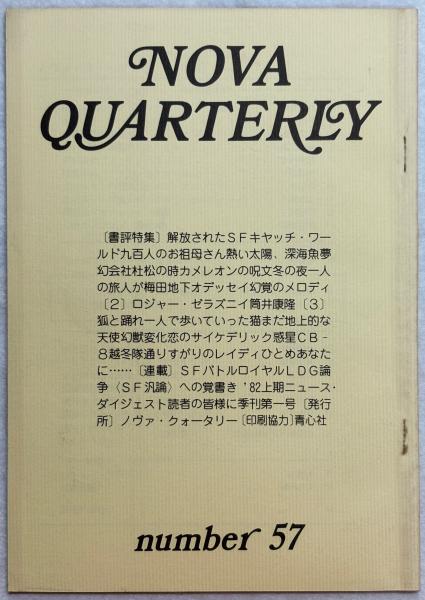 NOVA
QUARTERLY
〔書評特集〕解放されたＳＦキャッチ・ワー
ルド九百人のお祖母さん熱い太陽、深海魚夢
幻会社杜松の時カメレオンの呪文冬の夜一人
の旅人が梅田地下オデッセイ幻覚のメロディ
〔２〕ロジャー・ゼラズニイ筒井康隆〔３〕
狐と踊れ一人で歩いていった猫まだ地上的な
天使幻獣変化恋のサイケデリック惑星ＣＢ－
８越冬隊通りすがりのレイディひとめあなた
に……〔連載〕ＳＦバトルロイヤルＬＤＧ論
争〈ＳＦ汎論〉への覚書き '82上期ニュース・
ダイジェスト読者の皆様に季刊第一号〔発行
所〕ノヴァ・クォータリー〔印刷協力〕青心社
number 57